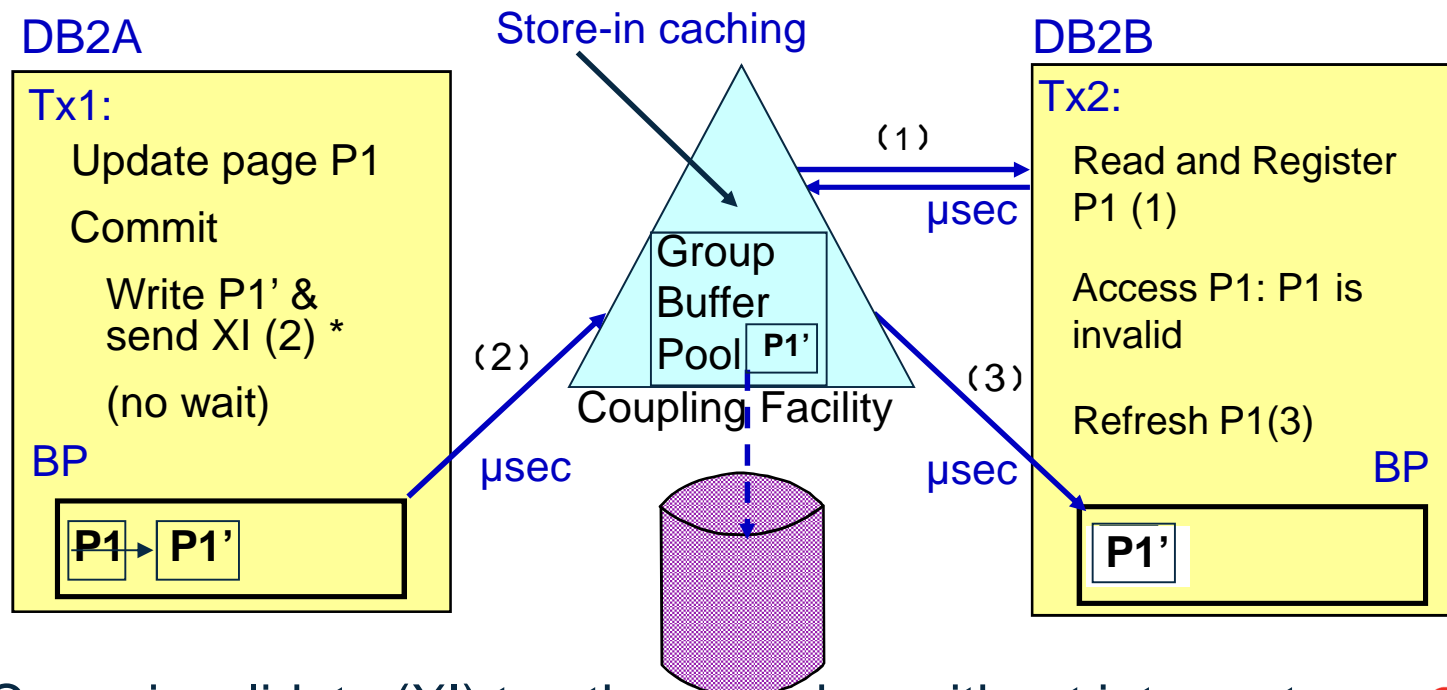 DB2A
Store-in caching
DB2B
Tx1:
Update page P1
Commit
Write P1’ &
send XI (2) *
(no wait)
BP
P1
P1’
(2)
µsec
(1)
µsec
Group
Buffer
Pool
P1’
Coupling Facility
(3)
µsec
Tx2:
Read and Register
P1 (1)
Access P1: P1 is
invalid
Refresh P1(3)
BP
P1’